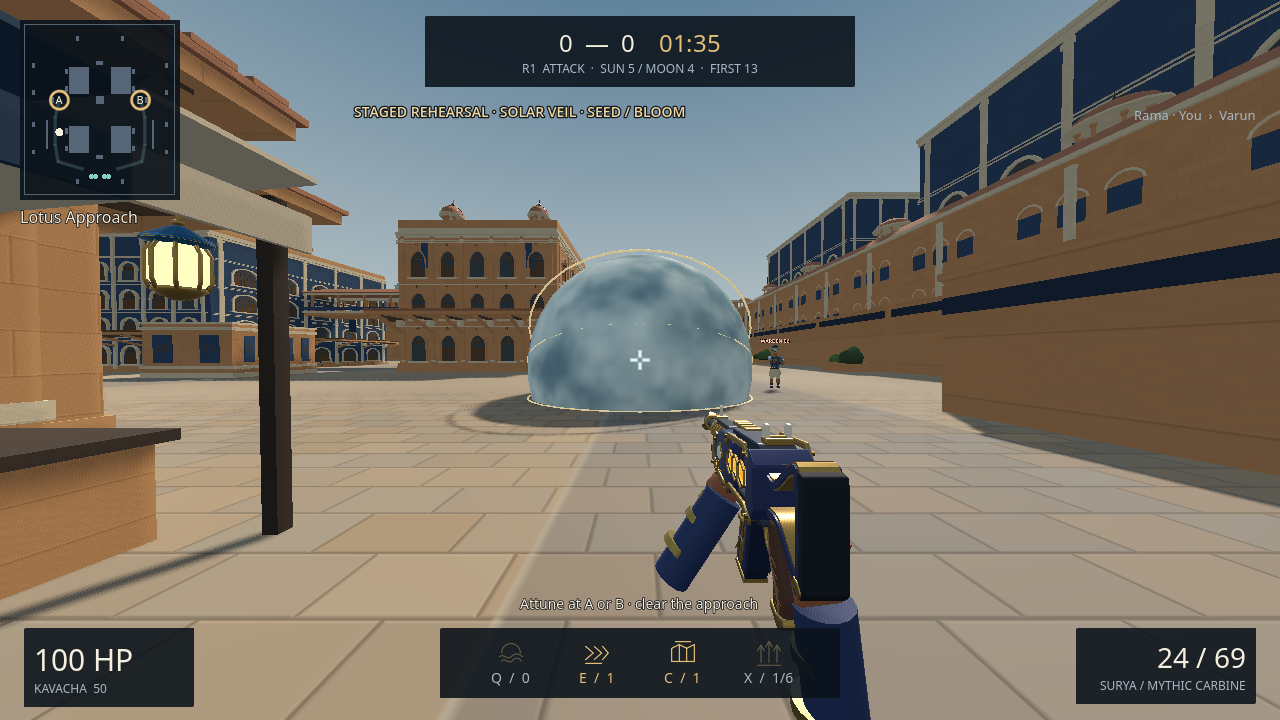 0 — 0 01:35
R1 ATTACK · SUN 5 / MOON 4 · FIRST 13
STAGED REHEARSAL · SOLAR VEIL · SEED / BLOOM
Rama · You › Varun
A
B
Lotus Approach
Attune at A or B · clear the approach
100 HP
KAVACHA 50
Q / 0
E / 1
C / 1
X / 1/6
24 / 69
SURYA / MYTHIC CARBINE